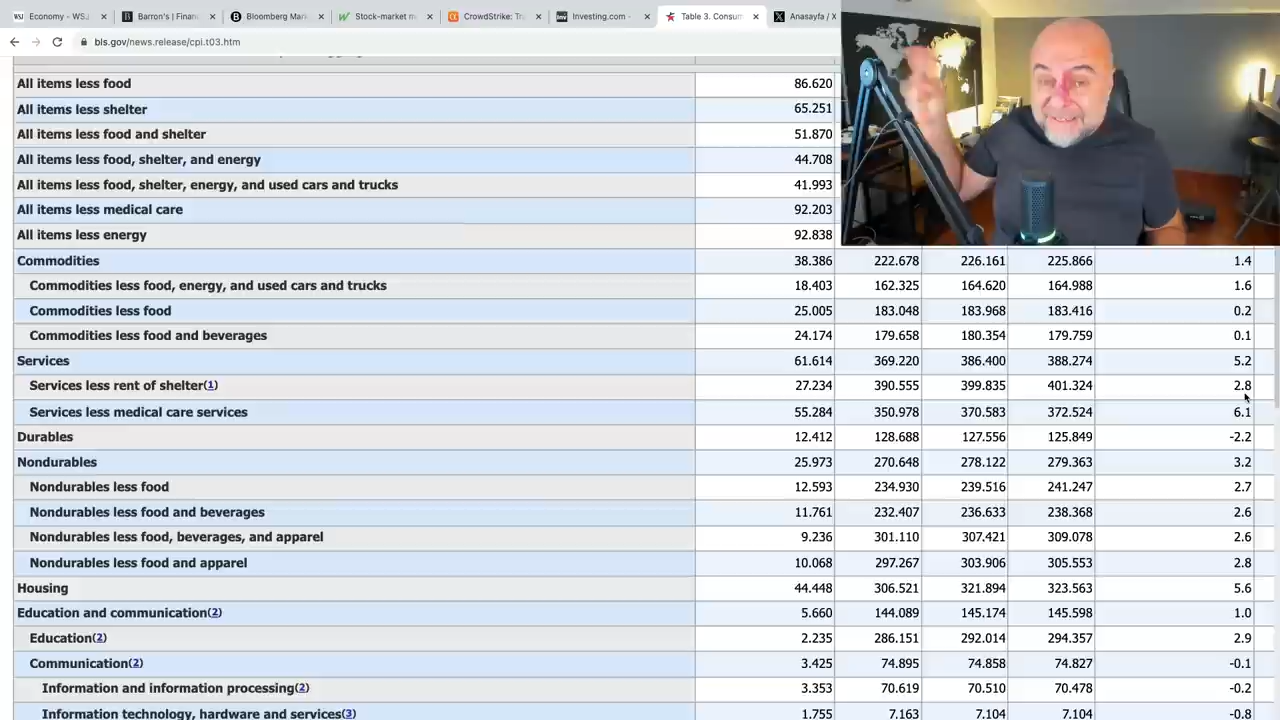 Economy - WSJ
Barron's | Finan
Bloomberg Mark
Stock-market m
CrowdStrike: Tr
Investing.com -
Table 3. Consum
Anasayfa / X
bls.gov/news.release/cpi.t03.htm
All items less food 86.620
All items less shelter 65.251
All items less food and shelter 51.870
All items less food, shelter, and energy 44.708
All items less food, shelter, energy, and used cars and trucks 41.993
All items less medical care 92.203
All items less energy 92.838
Commodities 38.386 222.678 226.161 225.866 1.4
Commodities less food, energy, and used cars and trucks 18.403 162.325 164.620 164.988 1.6
Commodities less food 25.005 183.048 183.968 183.416 0.2
Commodities less food and beverages 24.174 179.658 180.354 179.759 0.1
Services 61.614 369.220 386.400 388.274 5.2
Services less rent of shelter(1) 27.234 390.555 399.835 401.324 2.8
Services less medical care services 55.284 350.978 370.583 372.524 6.1
Durables 12.412 128.688 127.556 125.849 -2.2
Nondurables 25.973 270.648 278.122 279.363 3.2
Nondurables less food 12.593 234.930 239.516 241.247 2.7
Nondurables less food and beverages 11.761 232.407 236.633 238.368 2.6
Nondurables less food, beverages, and apparel 9.236 301.110 307.421 309.078 2.6
Nondurables less food and apparel 10.068 297.267 303.906 305.553 2.8
Housing 44.448 306.521 321.894 323.563 5.6
Education and communication(2) 5.660 144.089 145.174 145.598 1.0
Education(2) 2.235 286.151 292.014 294.357 2.9
Communication(2) 3.425 74.895 74.858 74.827 -0.1
Information and information processing(2) 3.353 70.619 70.510 70.478 -0.2
Information technology, hardware and services(3) 1.755 7.163 7.104 7.104 -0.8